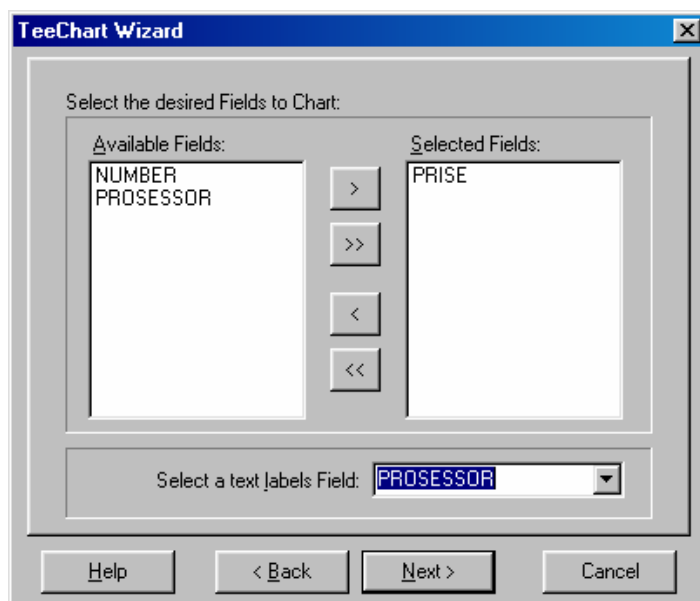 TeeChart Wizard
Select the desired Fields to Chart:
Available Fields:
Selected Fields:
NUMBER
PROSESSOR
PRISE
>
>>
<
<<
Select a text labels Field:
PROSESSOR
Help
< Back
Next >
Cancel